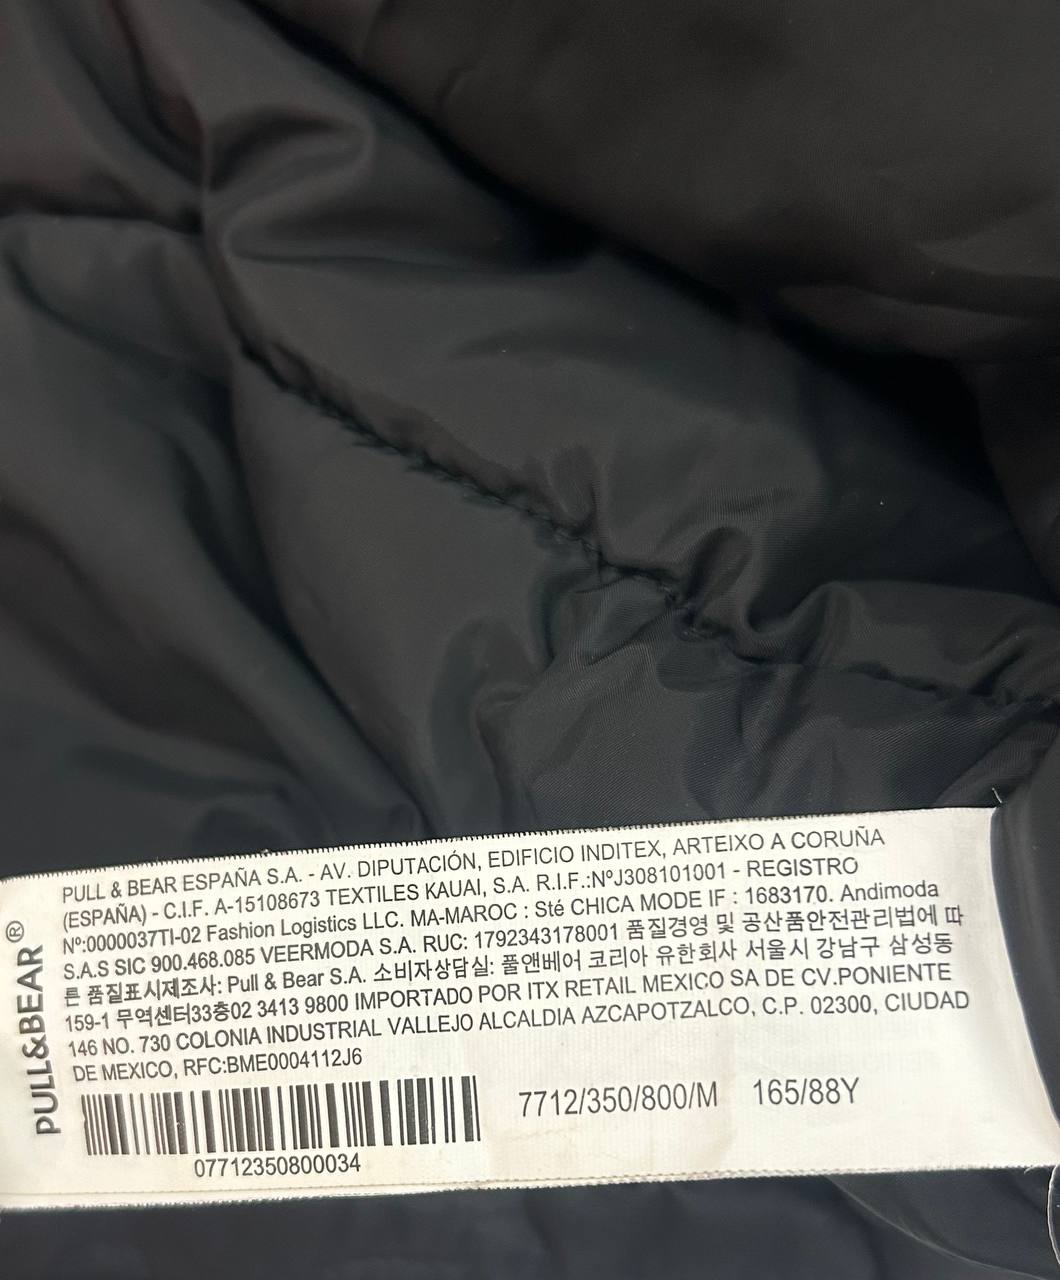 PULL&BEAR®
PULL & BEAR ESPAÑA S.A. - AV. DIPUTACIÓN, EDIFICIO INDITEX, ARTEIXO A CORUÑA
(ESPAÑA) - C.I.F. A-15108673 TEXTILES KAUAI, S.A. R.I.F.:NºJ308101001 - REGISTRO
Nº:0000037TI-02 Fashion Logistics LLC. MA-MAROC : Sté CHICA MODE IF : 1683170. Andimoda
S.A.S SIC 900.468.085 VEERMODA S.A. RUC: 1792343178001 품질경영 및 공산품안전관리법에 따
른 품질표시제조사: Pull & Bear S.A. 소비자상담실: 풀앤베어 코리아 유한회사 서울시 강남구 삼성동
159-1 무역센터33층02 3413 9800 IMPORTADO POR ITX RETAIL MEXICO SA DE CV.PONIENTE
146 NO. 730 COLONIA INDUSTRIAL VALLEJO ALCALDIA AZCAPOTZALCO, C.P. 02300, CIUDAD
DE MEXICO, RFC:BME0004112J6
7712/350/800/M 165/88Y
07712350800034